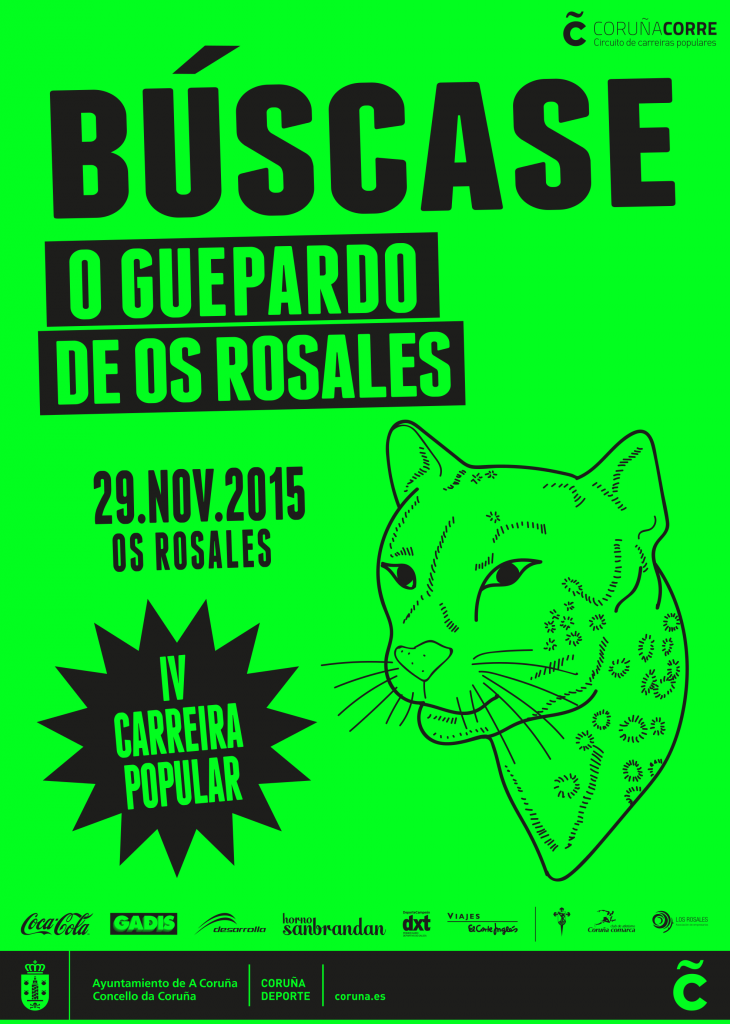 CORUÑACORRE
Circuíto de carreiras populares
BÚSCASE
O GUEPARDO
DE OS ROSALES
29.NOV.2015
OS ROSALES
IV
CARREIRA
POPULAR
Coca-Cola
GADIS
desarrolla
horno
sanbrandan
dxt
VIAJES
El Corte Inglés
Coruña comarca
LOS ROSALES
Ayuntamiento de A Coruña
Concello da Coruña
CORUÑA
DEPORTE
coruna.es